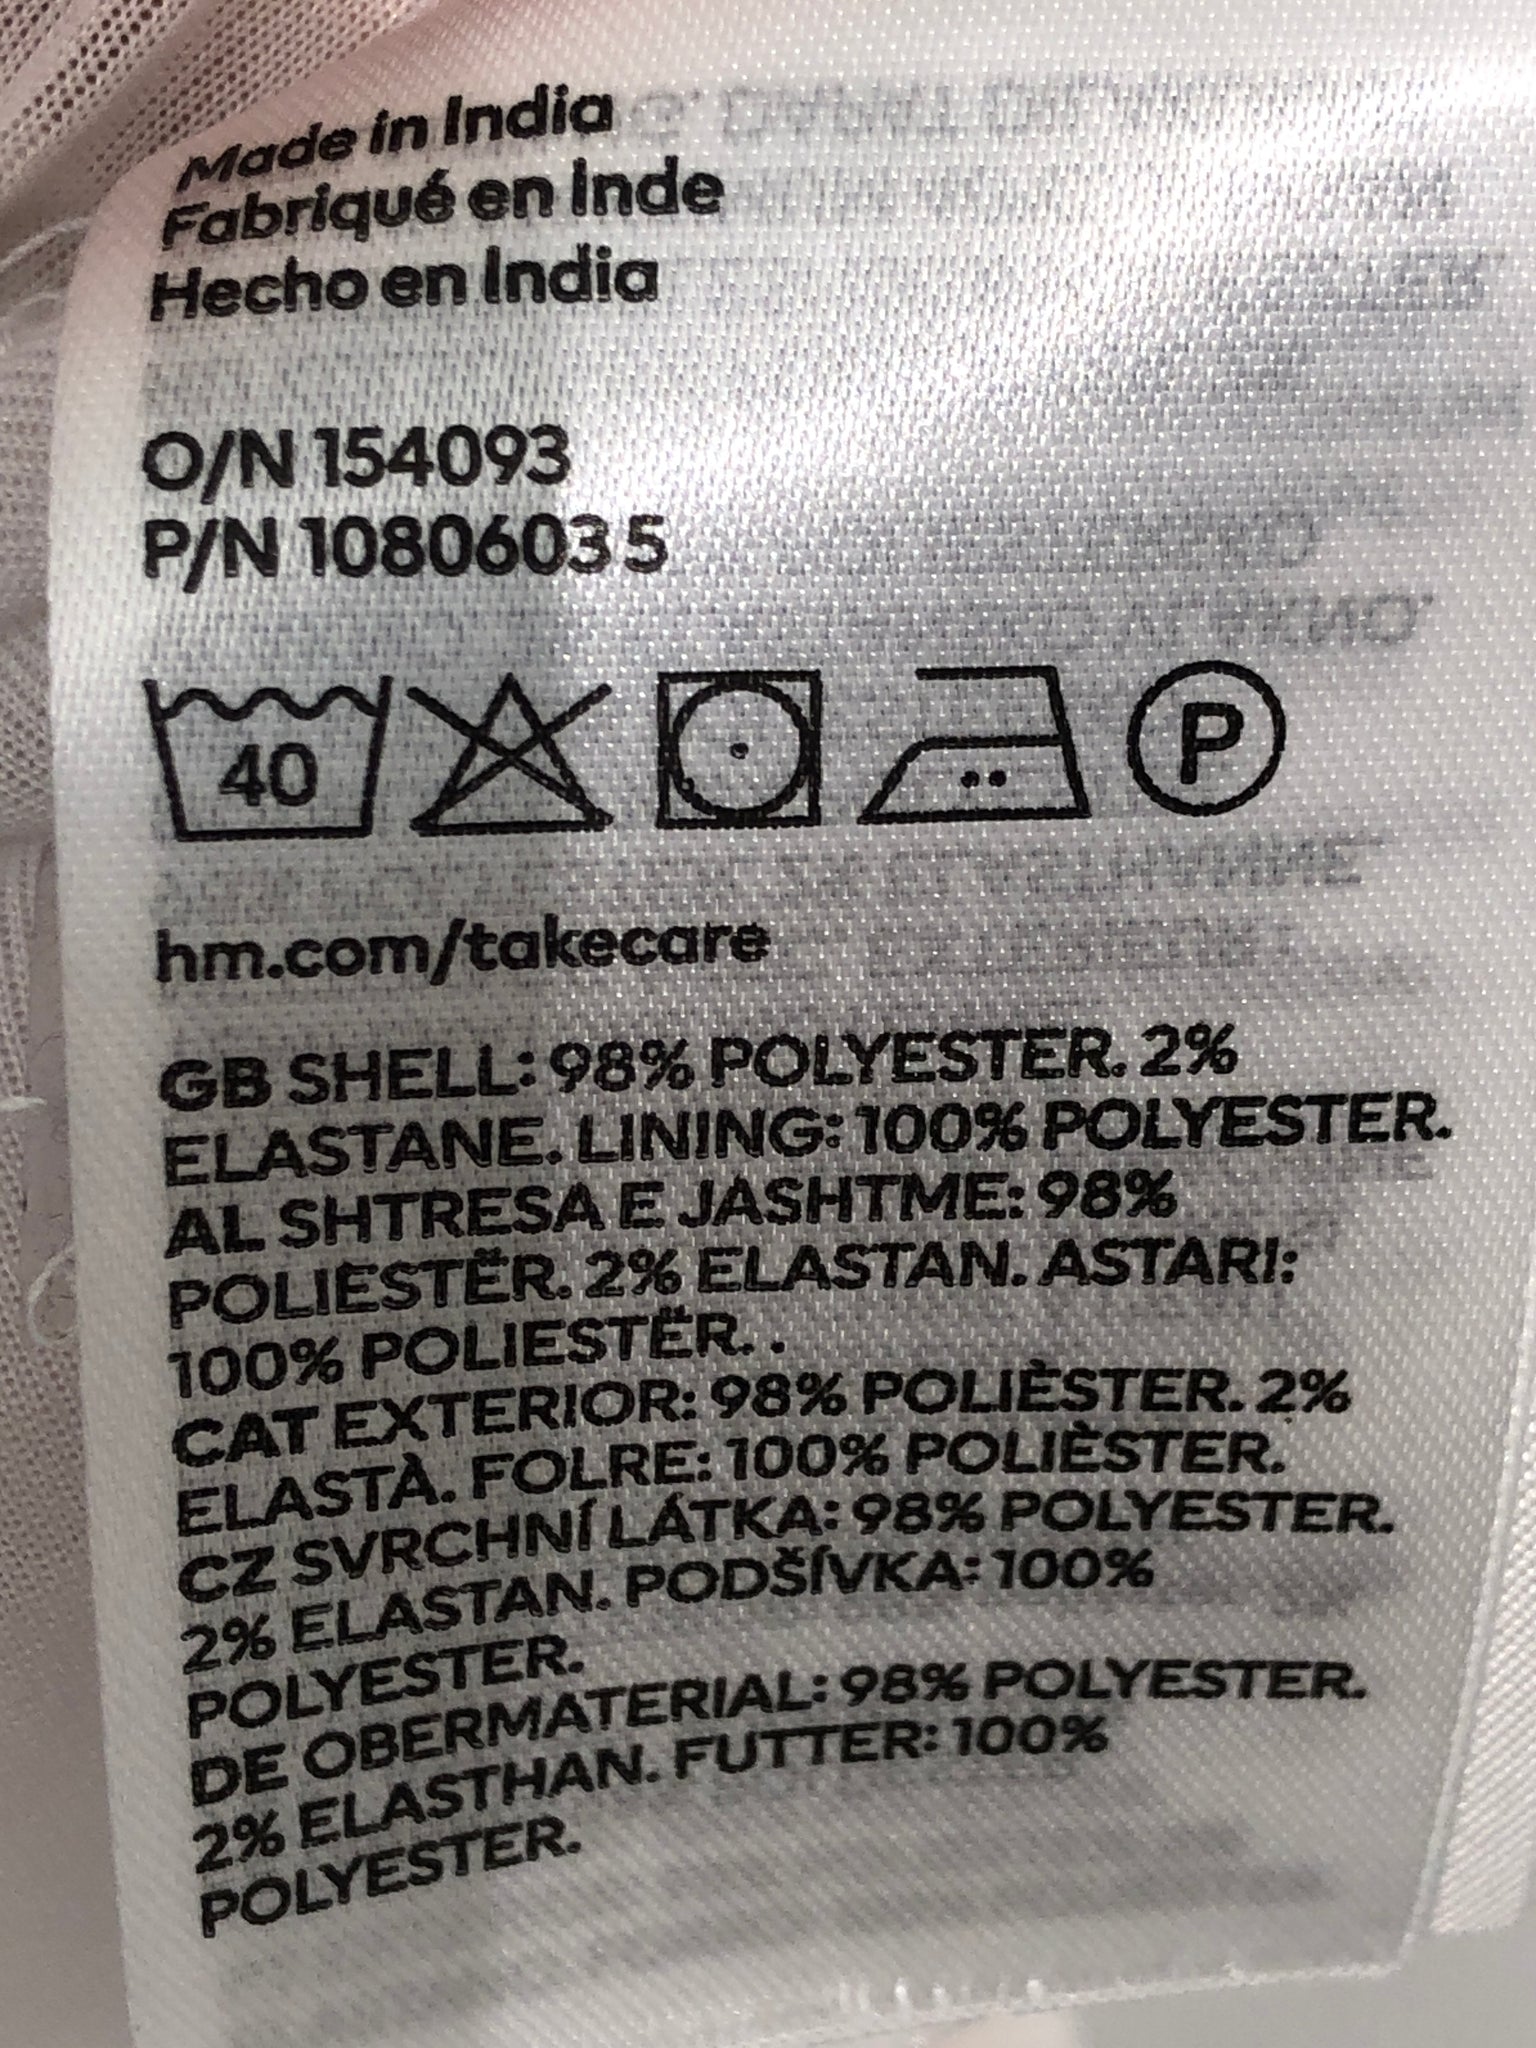 Made in India
Fabriqué en Inde
Hecho en India
O/N 154093
P/N 10806035
40
P
hm.com/takecare
GB SHELL: 98% POLYESTER. 2%
ELASTANE. LINING: 100% POLYESTER.
AL SHTRESA E JASHTME: 98%
POLIESTËR. 2% ELASTAN. ASTARI:
100% POLIESTËR. .
CAT EXTERIOR: 98% POLIÈSTER. 2%
ELASTÀ. FOLRE: 100% POLIÈSTER.
CZ SVRCHNÍ LÁTKA: 98% POLYESTER.
2% ELASTAN. PODŠÍVKA: 100%
POLYESTER.
DE OBERMATERIAL: 98% POLYESTER.
2% ELASTHAN. FUTTER: 100%
POLYESTER.